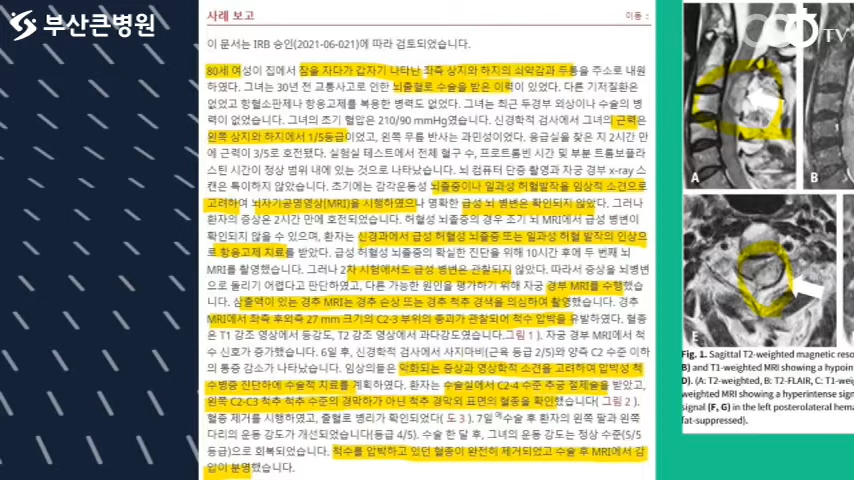 부산큰병원
사례 보고
이동 :
이 문서는 IRB 승인(2021-06-021)에 따라 검토되었습니다.
80세 여성이 집에서 잠을 자다가 갑자기 나타난 좌측 상지와 하지의 쇠약감과 두통을 주소로 내원
하였다. 그녀는 30년 전 교통사고로 인한 뇌출혈로 수술을 받은 이력이 있었다. 다른 기저질환은
없었고 항혈소판제나 항응고제를 복용한 병력도 없었다. 그녀는 최근 두경부 외상이나 수술의 병
력이 없었습니다. 그녀의 초기 혈압은 210/90 mmHg였습니다. 신경학적 검사에서 그녀의 근력은
왼쪽 상지와 하지에서 1/5등급이었고, 왼쪽 무릎 반사는 과민성이었다. 응급실을 찾은 지 2시간 만
에 근력이 3/5로 호전됐다. 실험실 테스트에서 전체 혈구 수, 프로트롬빈 시간 및 부분 트롬보플라
스틴 시간이 정상 범위 내에 있는 것으로 나타났습니다. 뇌 컴퓨터 단층 촬영과 자궁 경부 x-ray 스
캔은 특이하지 않았습니다. 초기에는 감각운동성 뇌졸중이나 일과성 허혈발작을 임상적 소견으로
고려하여 뇌자기공명영상(MRI)을 시행하였으나 명확한 급성 뇌 병변은 확인되지 않았다. 그러나
환자의 증상은 2시간 만에 호전되었습니다. 허혈성 뇌졸중의 경우 조기 뇌 MRI에서 급성 병변이
확인되지 않을 수 있으며, 환자는 신경과에서 급성 허혈성 뇌졸중 또는 일과성 허혈 발작의 인상으
로 항응고제 치료를 받았다. 급성 허혈성 뇌졸중의 확실한 진단을 위해 10시간 후에 두 번째 뇌
MRI를 촬영했습니다. 그러나 2차 시험에서도 급성 병변은 관찰되지 않았다. 따라서 증상을 뇌병변
으로 돌리기 어렵다고 판단하였고, 다른 가능한 원인을 평가하기 위해 자궁 경부 MRI를 수행했습
니다. 삼출액이 있는 경추 MRI는 경추 손상 또는 경추 척추 경색을 의심하여 촬영했습니다. 경추
MRI에서 좌측 후외측 27 mm 크기의 C2-3 부위의 종괴가 관찰되어 척수 압박을 유발하였다. 혈종
은 T1 강조 영상에서 등강도, T2 강조 영상에서 과다강도였습니다.그림 1 ). 자궁 경부 MRI에서 척
수 신호가 증가했습니다. 6일 후, 신경학적 검사에서 사지마비(근육 등급 2/5)와 양측 C2 수준 이하
의 통증 감소가 나타났습니다. 임상의들은 악화되는 증상과 영상학적 소견을 고려하여 압박성 척
수병증 진단하에 수술적 치료를 계획하였다. 환자는 수술실에서 C2-4 수준 추궁 절제술을 받았고,
왼쪽 C2-C3 척추 척추 수준의 경막하가 아닌 척추 경막외 표면의 혈종을 확인했습니다( 그림 2 ).
혈종 제거를 시행하였고, 출혈로 병리가 확인되었다( 도 3 ). 7일 수술 후 환자의 왼쪽 팔과 왼쪽
다리의 운동 강도가 개선되었습니다(등급 4/5). 수술 한 달 후, 그녀의 운동 강도는 정상 수준(5/5
등급)으로 회복되었다. 척수를 압박하고 있던 혈종이 완전히 제거되었고 수술 후 MRI에서 감
압이 분명했습니다.
TV
A
B
E
Fig. 1. Sagittal T2-weighted magnetic reso
B) and T1-weighted MRI showing a hypoin
D). (A: T2-weighted, B: T2-FLAIR, C: T1-we
weighted MRI showing a hyperintense sign
signal (F, G) in the left posterolateral hema
fat-suppressed).